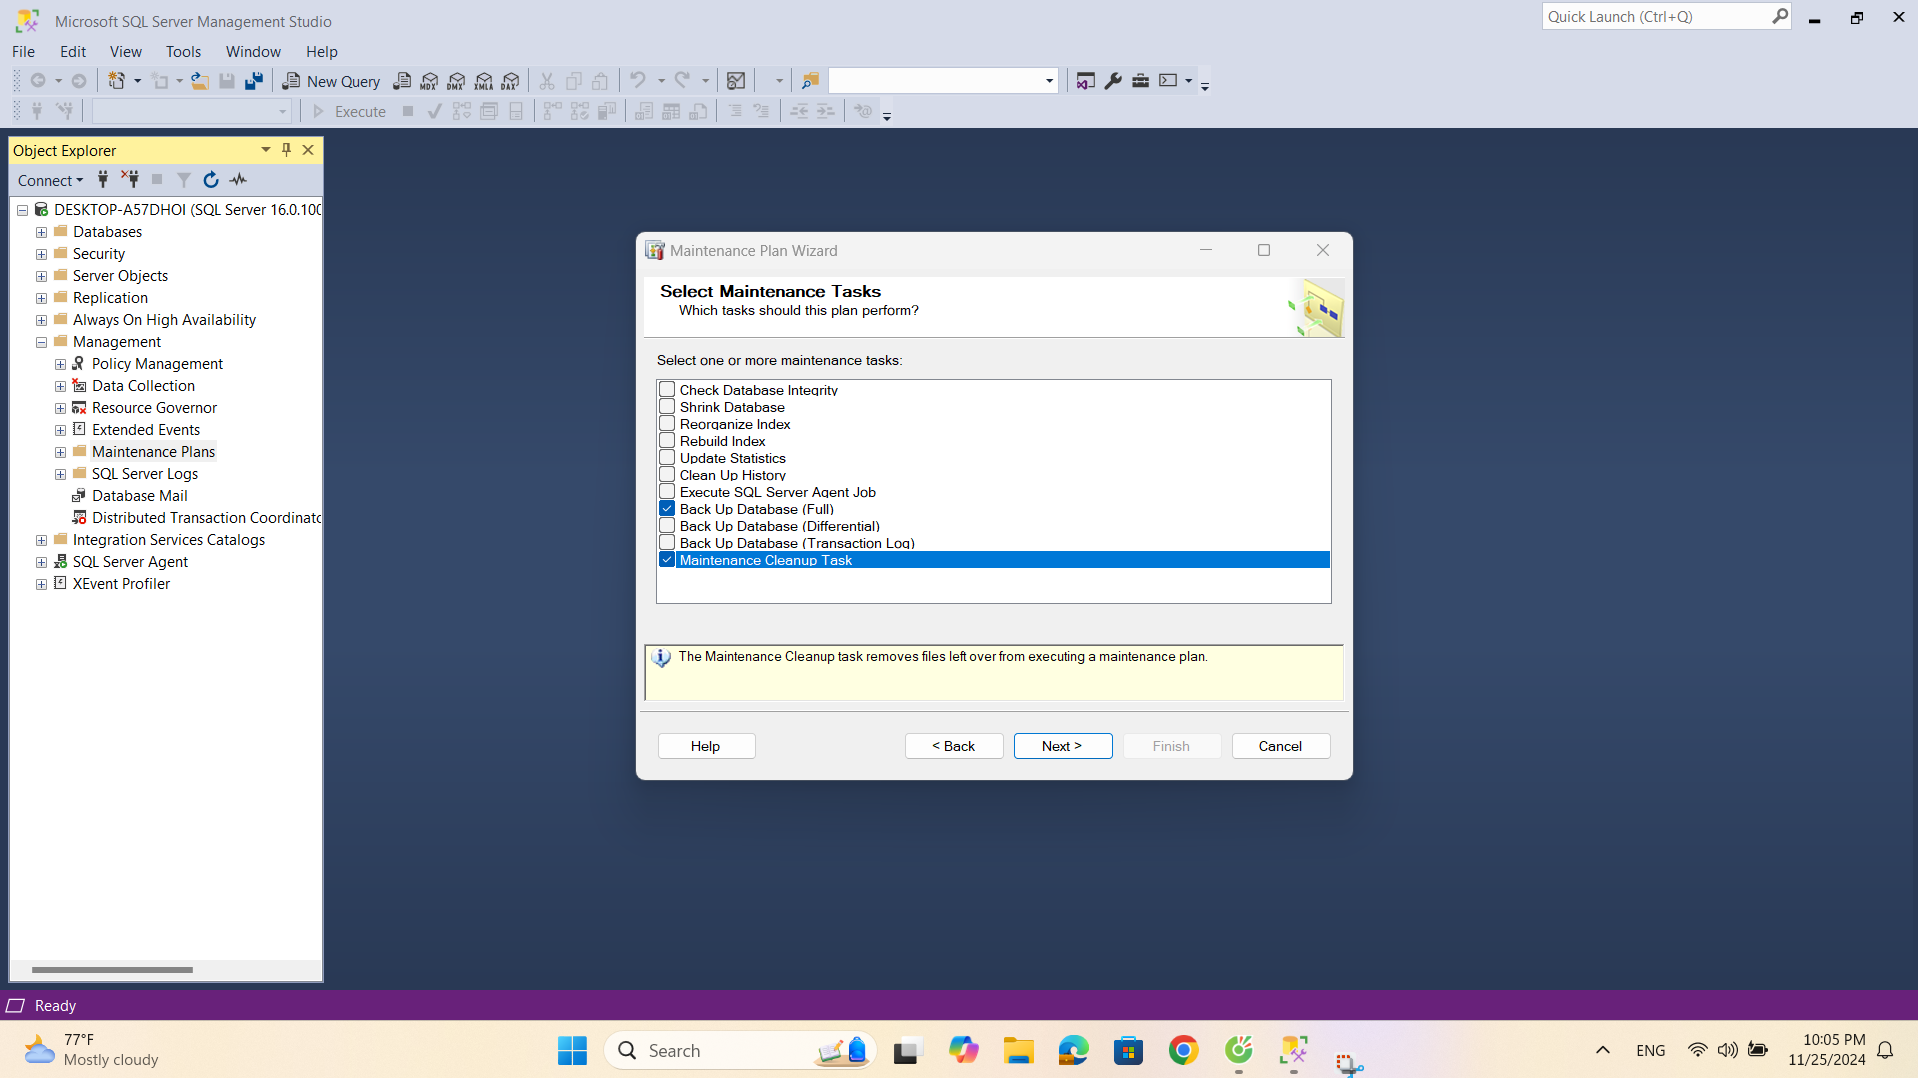 Microsoft SQL Server Management Studio
Quick Launch (Ctrl+Q)
File Edit View Tools Window Help
New Query MDX DMX XMLA DAX
Execute
Object Explorer
Connect
DESKTOP-A57DHOI (SQL Server 16.0.100
Databases
Security
Server Objects
Replication
Always On High Availability
Management
Policy Management
Data Collection
Resource Governor
Extended Events
Maintenance Plans
SQL Server Logs
Database Mail
Distributed Transaction Coordinato
Integration Services Catalogs
SQL Server Agent
XEvent Profiler
Maintenance Plan Wizard
Select Maintenance Tasks
Which tasks should this plan perform?
Select one or more maintenance tasks:
Check Database Integrity
Shrink Database
Reorganize Index
Rebuild Index
Update Statistics
Clean Up History
Execute SQL Server Agent Job
Back Up Database (Full)
Back Up Database (Differential)
Back Up Database (Transaction Log)
Maintenance Cleanup Task
The Maintenance Cleanup task removes files left over from executing a maintenance plan.
Help < Back Next > Finish Cancel
Ready
77°F
Mostly cloudy
Search
ENG
10:05 PM
11/25/2024